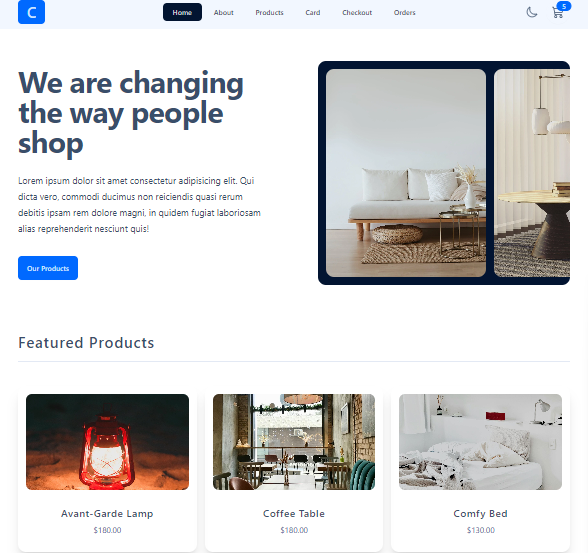 C
Home
About
Products
Card
Checkout
Orders
5
We are changing
the way people
shop
Lorem ipsum dolor sit amet consectetur adipisicing elit. Qui
dicta vero, commodi ducimus non reiciendis quasi rerum
debitis ipsam rem dolore magni, in quidem fugiat laboriosam
alias reprehenderit nesciunt quis!
Our Products
Featured Products
Avant-Garde Lamp
$180.00
Coffee Table
$180.00
Comfy Bed
$130.00